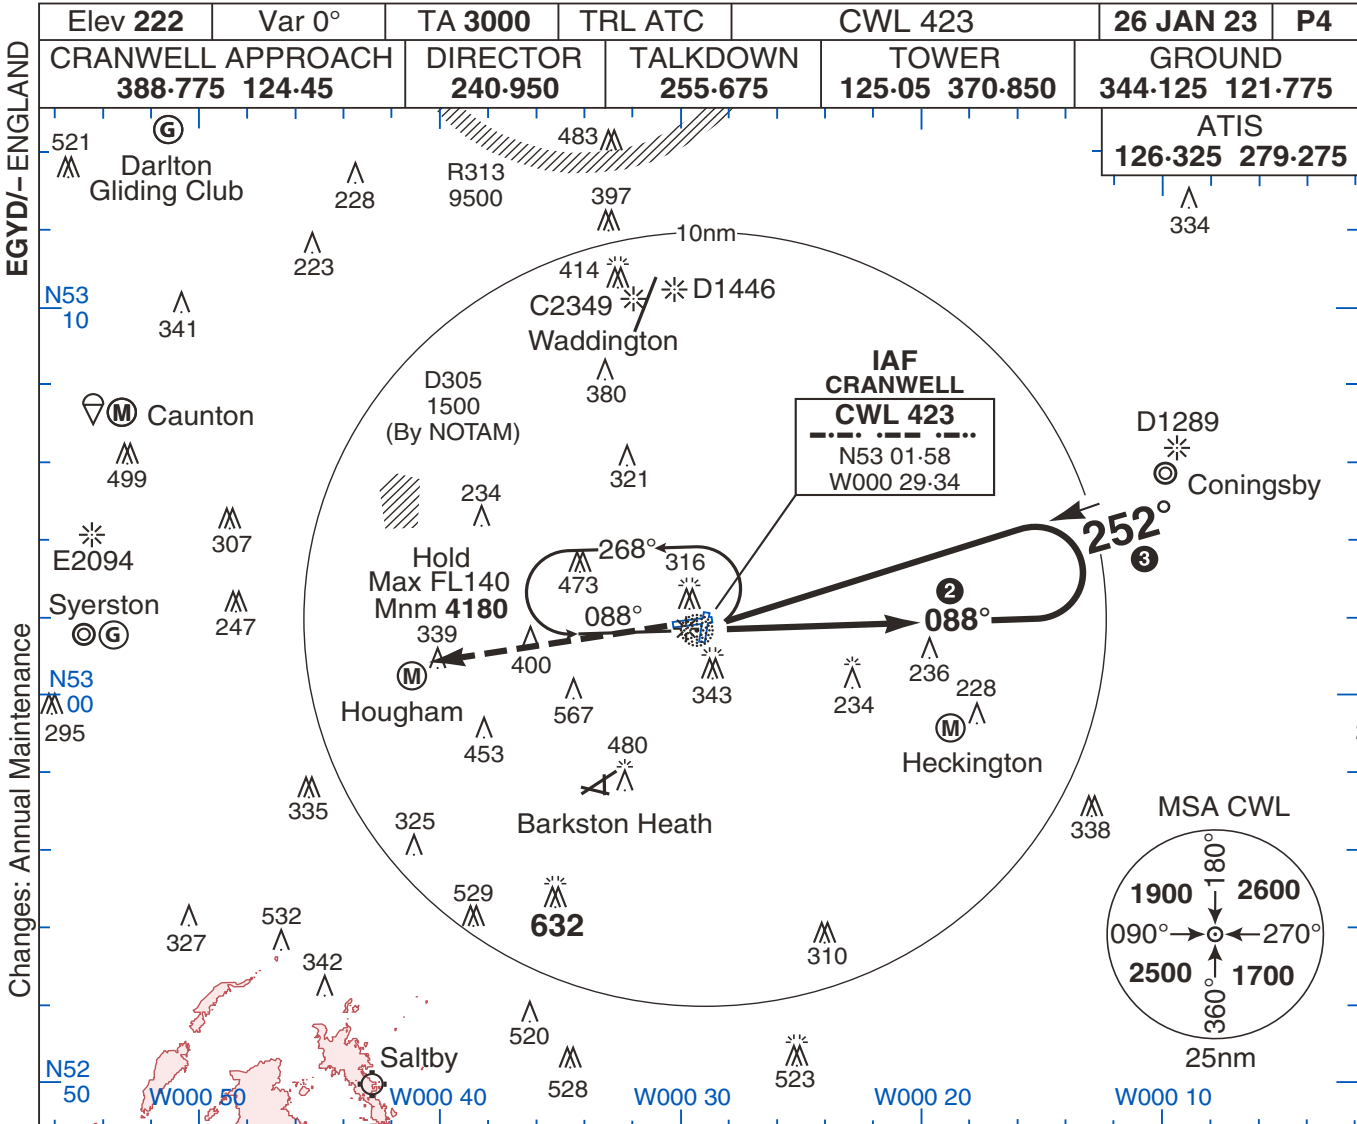 Elev 222
Var 0°
TA 3000
TRL ATC
CWL 423
26 JAN 23
P4
CRANWELL APPROACH
388·775 124·45
DIRECTOR
240·950
TALKDOWN
255·675
TOWER
125·05 370·850
GROUND
344·125 121·775
ATIS
126·325 279·275
EGYD/– ENGLAND
Changes: Annual Maintenance
521
G
Darlton
Gliding Club
228
223
R313
9500
483
397
334
10nm
414
C2349
D1446
Waddington
N53
10
341
380
D305
1500
(By NOTAM)
IAF
CRANWELL
CWL 423
N53 01·58
W000 29·34
M
Caunton
499
321
D1289
Coningsby
234
307
E2094
252°
3
Hold
Max FL140
Mnm 4180
268°
316
473
088°
2
088°
Syerston
G
247
339
400
236
M
Hougham
343
234
228
N53
00
295
567
453
M
Heckington
480
335
Barkston Heath
325
338
MSA CWL
180°
1900
2600
090°
270°
2500
1700
360°
25nm
529
632
310
327
532
342
520
528
523
Saltby
N52
50
W000 50
W000 40
W000 30
W000 20
W000 10